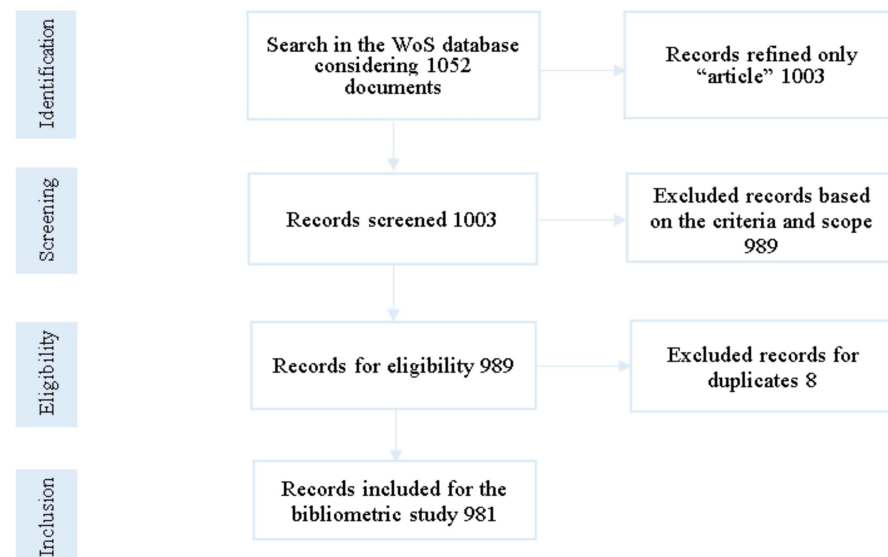 Identification
Search in the WoS database
considering 1052
documents
Records refined only
“article” 1003
Screening
Records screened 1003
Excluded records based
on the criteria and scope
989
Eligibility
Records for eligibility 989
Excluded records for
duplicates 8
Inclusion
Records included for the
bibliometric study 981